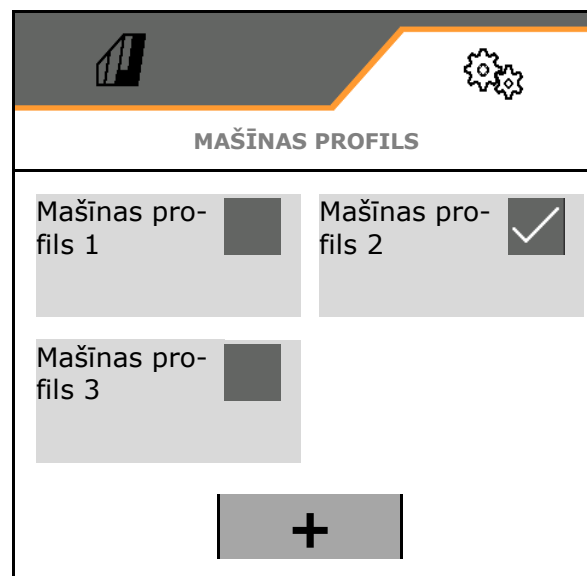 MAŠĪNAS PROFILS
Mašīnas pro-
fils 1
Mašīnas pro-
fils 2
Mašīnas pro-
fils 3
+